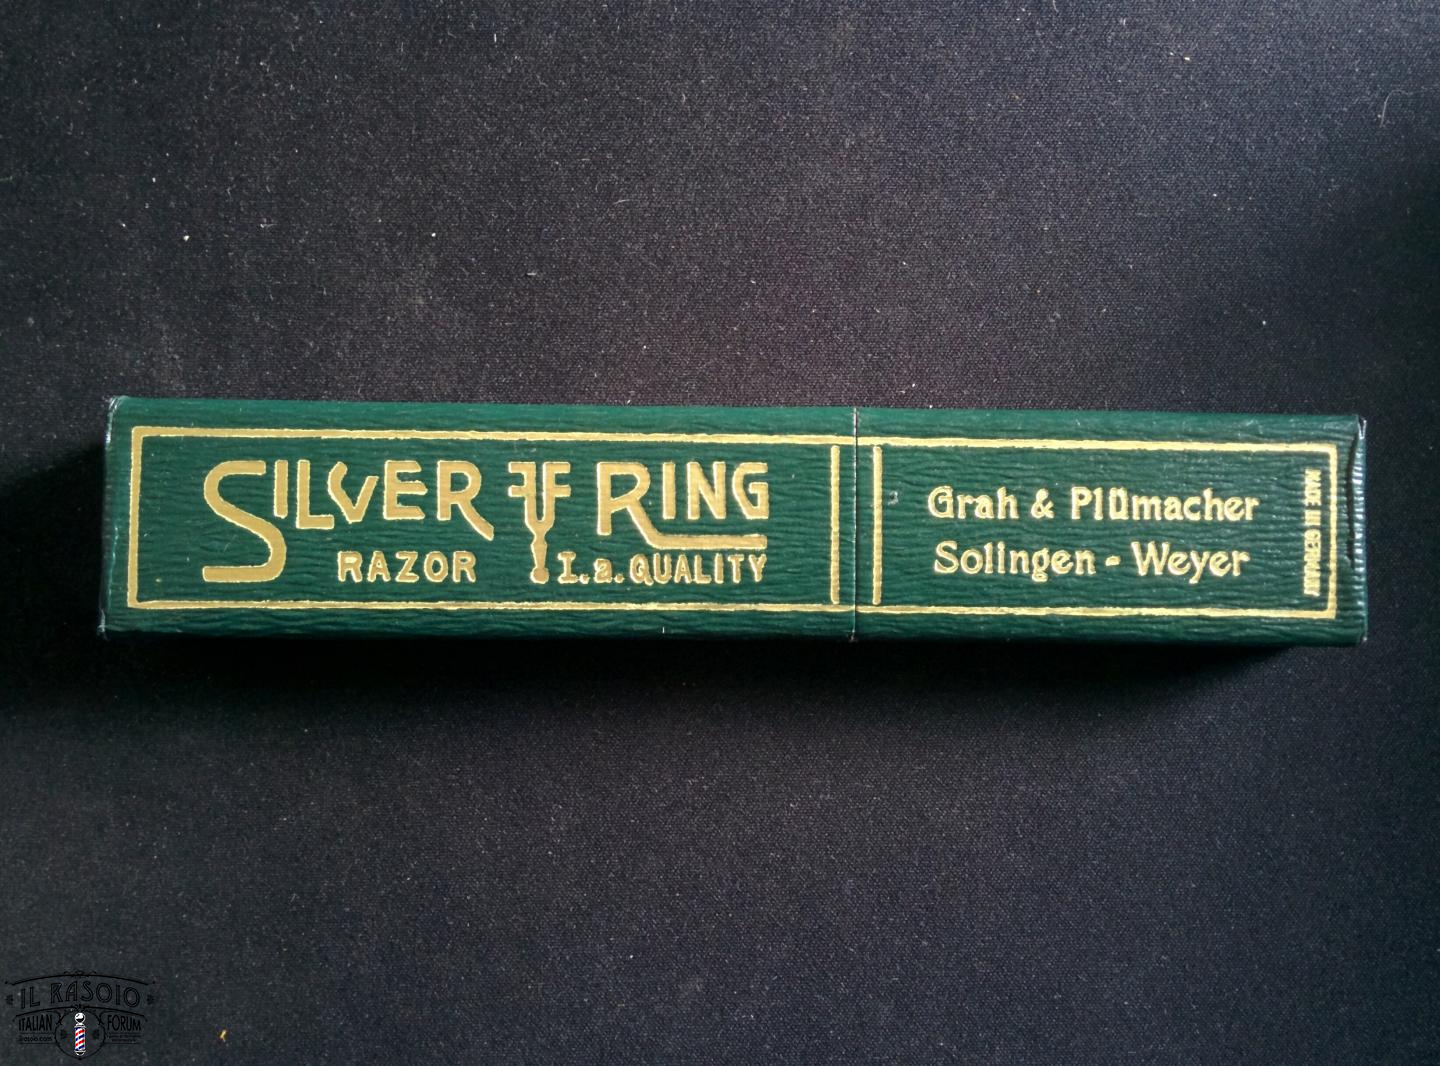 SILVER RING
RAZOR I.a. QUALITY
Grah & Plümacher
Solingen - Weyer
MADE IN GERMANY
IL RASOIO
ITALIAN FORUM